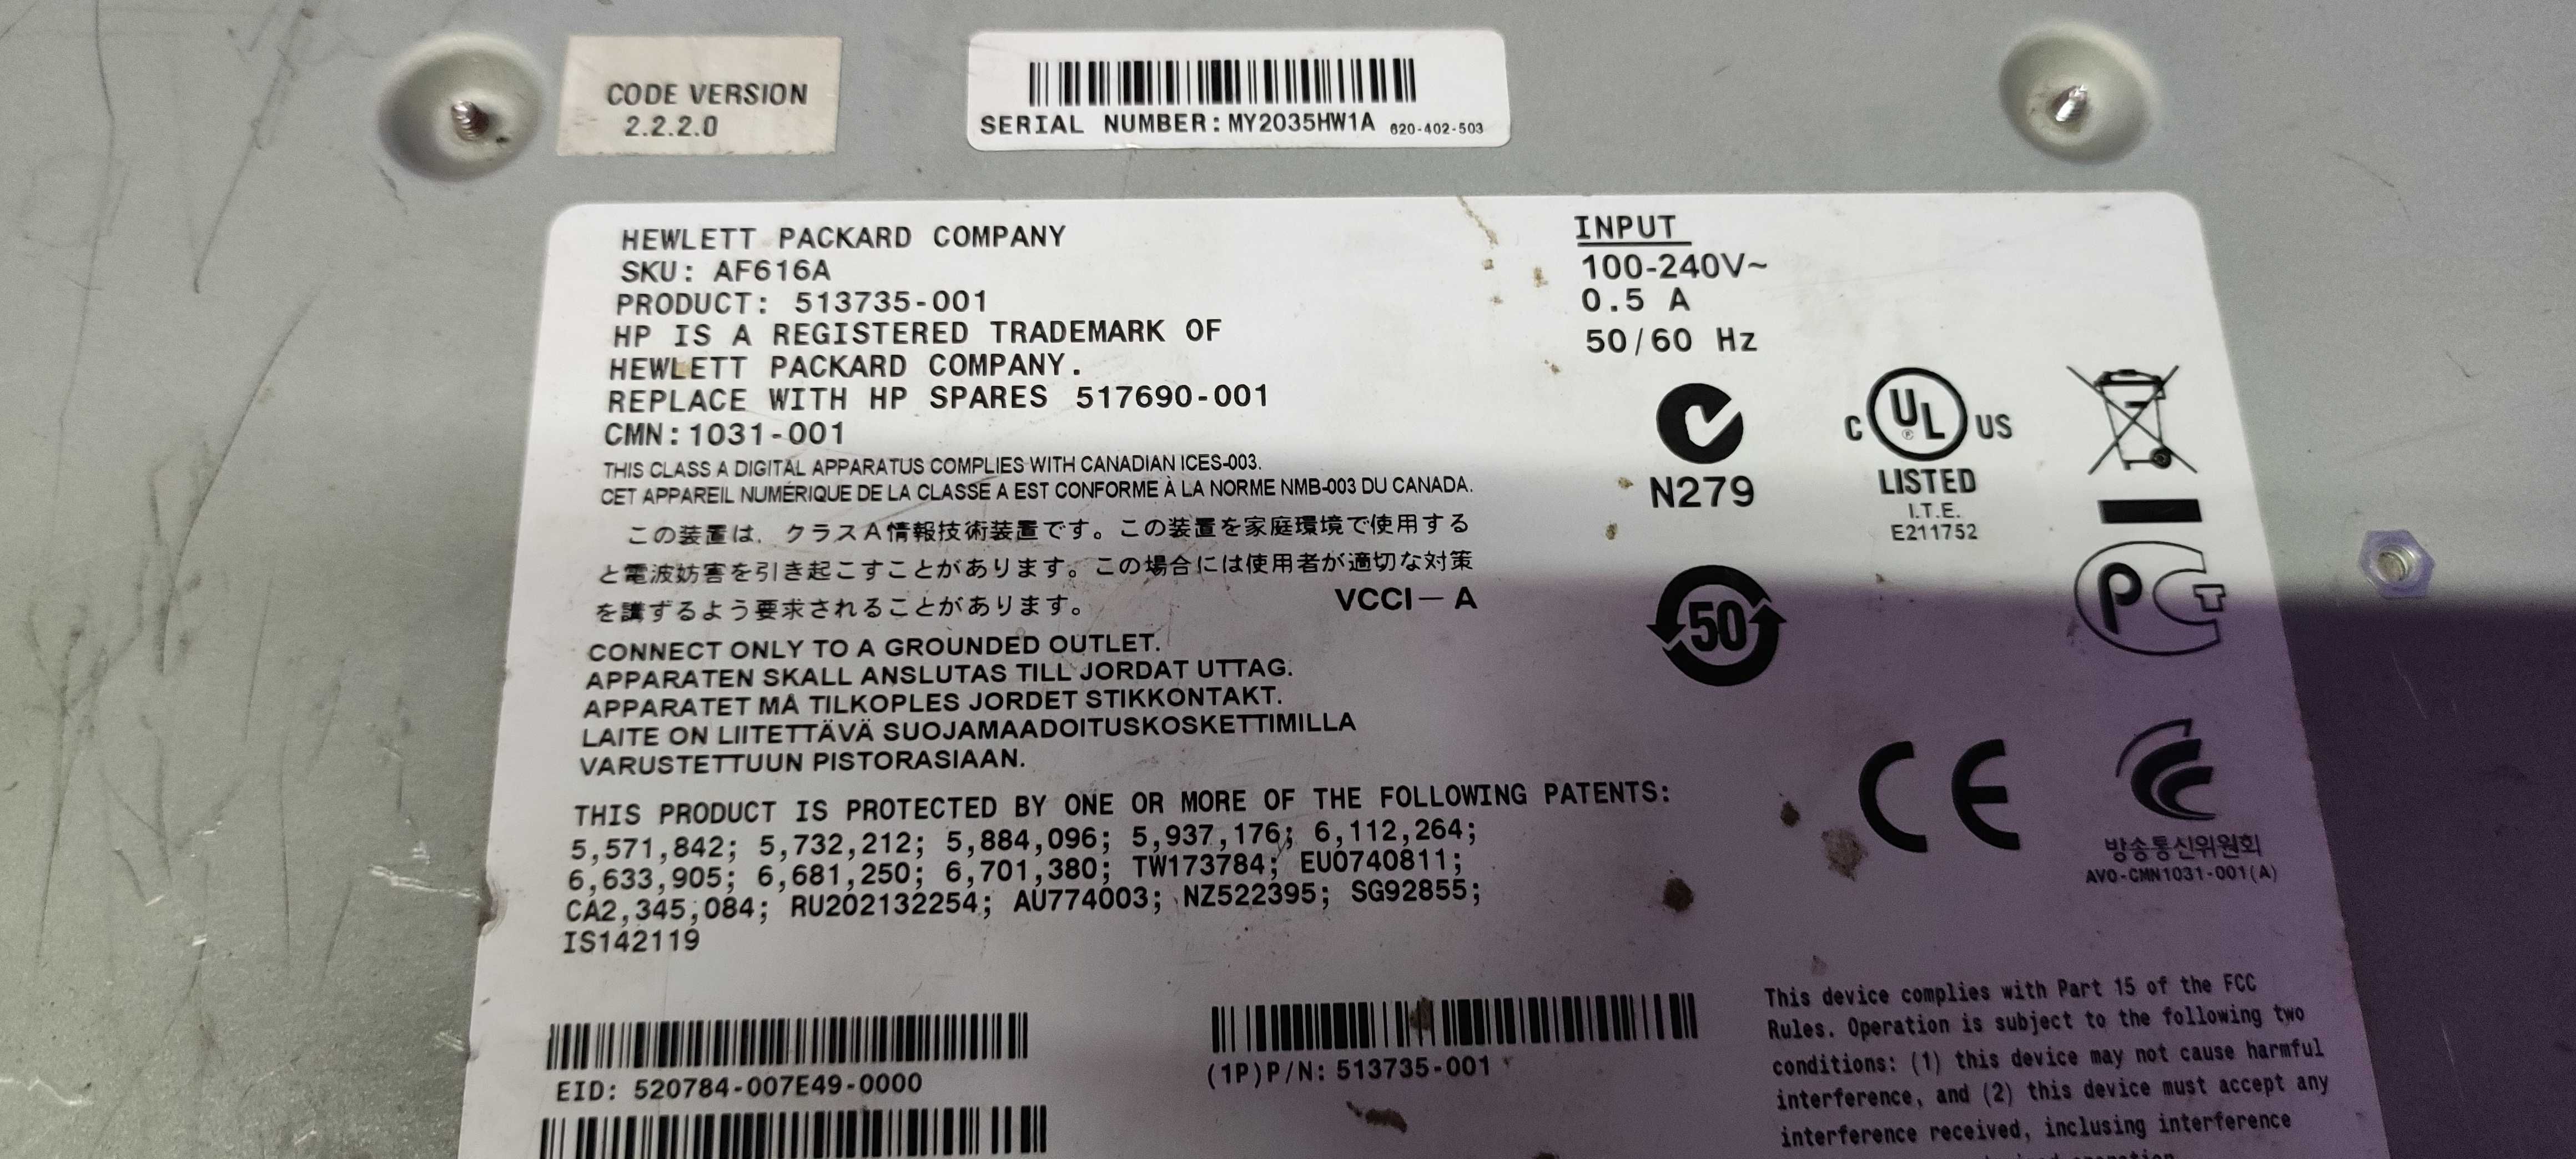 CODE VERSION
2.2.2.0
SERIAL NUMBER: MY2035HW1A 620-402-503
HEWLETT PACKARD COMPANY
SKU: AF616A
PRODUCT: 513735-001
HP IS A REGISTERED TRADEMARK OF
HEWLETT PACKARD COMPANY.
REPLACE WITH HP SPARES 517690-001
CMN:1031-001
THIS CLASS A DIGITAL APPARATUS COMPLIES WITH CANADIAN ICES-003.
CET APPAREIL NUMÉRIQUE DE LA CLASSE A EST CONFORME À LA NORME NMB-003 DU CANADA.
この装置は、クラスA情報技術装置です。この装置を家庭環境で使用する
と電波妨害を引き起こすことがあります。この場合には使用者が適切な対策
を講ずるよう要求されることがあります。
VCCI－A
CONNECT ONLY TO A GROUNDED OUTLET.
APPARATEN SKALL ANSLUTAS TILL JORDAT UTTAG.
APPARATET MÅ TILKOPLES JORDET STIKKONTAKT.
LAITE ON LIITETTÄVÄ SUOJAMAADOITUSKOSKETTIMILLA
VARUSTETTUUN PISTORASIAAN.
THIS PRODUCT IS PROTECTED BY ONE OR MORE OF THE FOLLOWING PATENTS:
5,571,842; 5,732,212; 5,884,096; 5,937,176; 6,112,264;
6,633,905; 6,681,250; 6,701,380; TW173784; EU0740811;
CA2,345,084; RU202132254; AU774003; NZ522395; SG92855;
IS142119
EID: 520784-007E49-0000
(1P)P/N: 513735-001
INPUT
100-240V~
0.5 A
50/60 Hz
N279
C UL ® US
LISTED
I.T.E.
E211752
50
PCT
CE
방송통신위원회
AVO-CMN1031-001(A)
This device complies with Part 15 of the FCC
Rules. Operation is subject to the following two
conditions: (1) this device may not cause harmful
interference, and (2) this device must accept any
interference received, inclusing interference